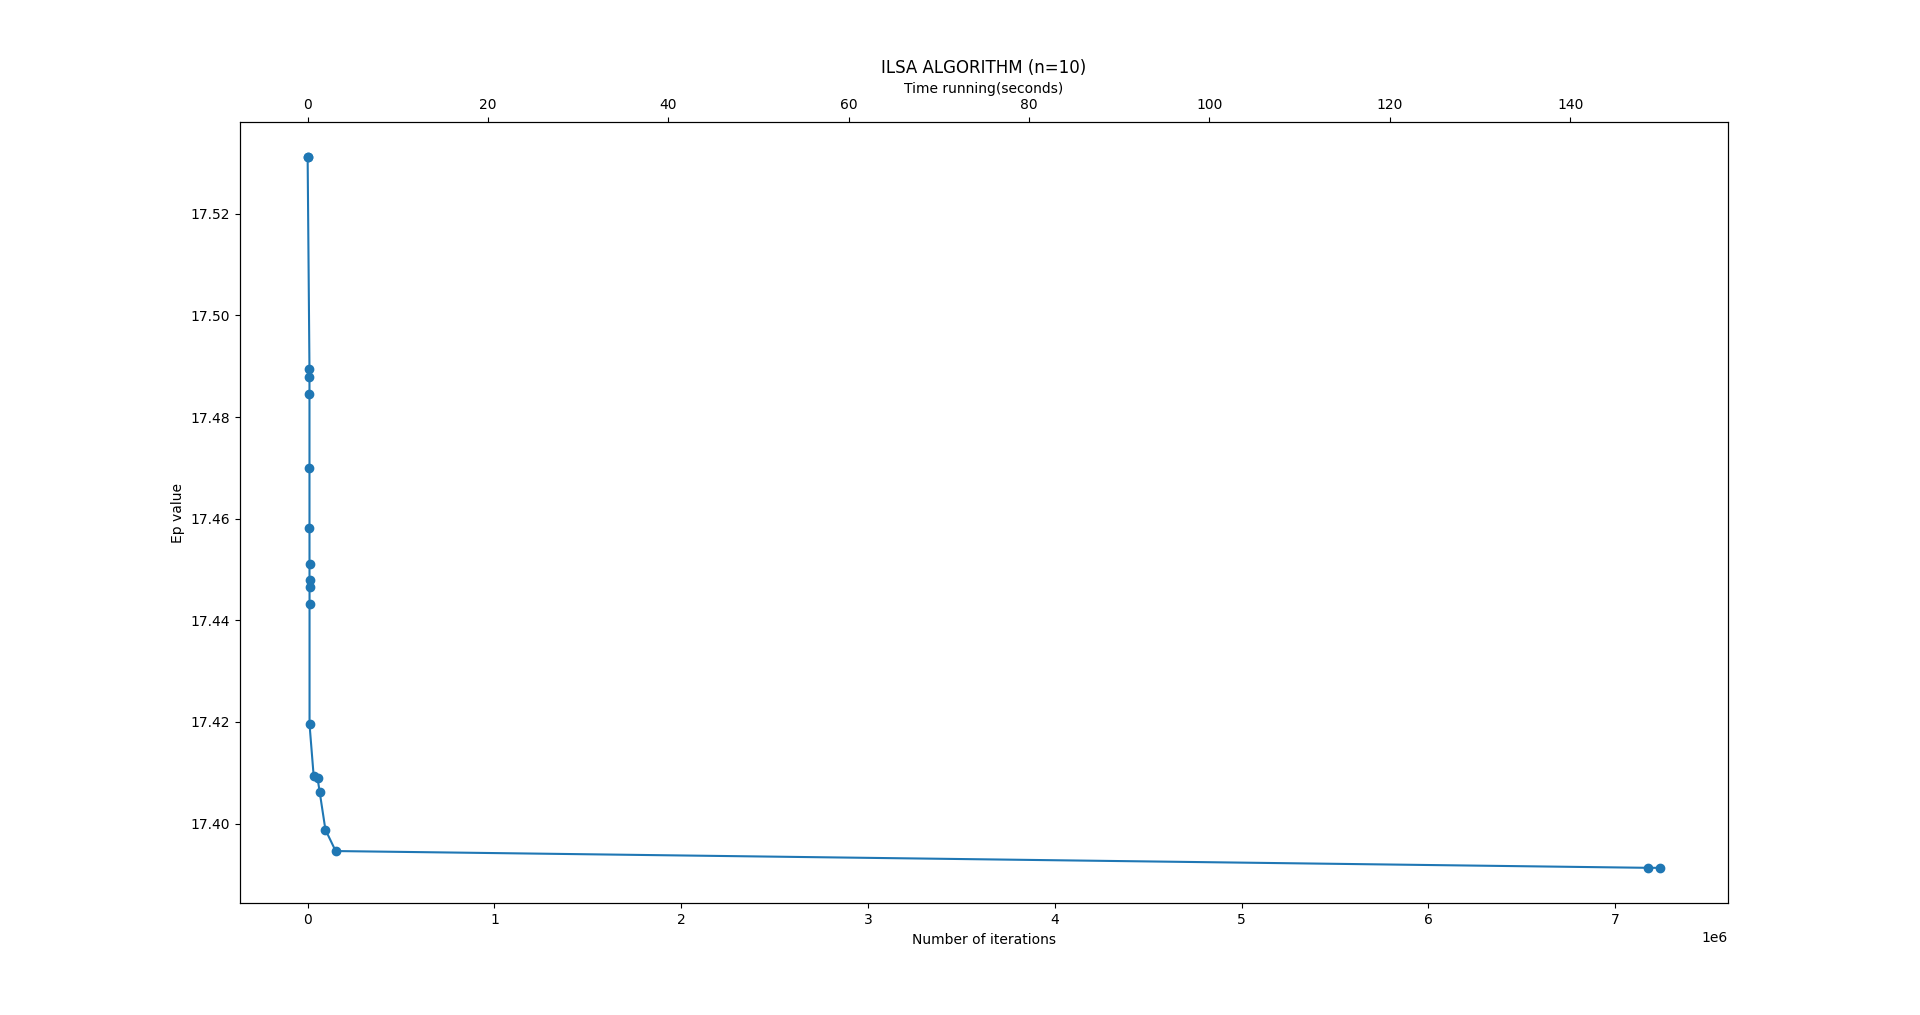 ILSA ALGORITHM (n=10)
Time running(seconds)
0 20 40 60 80 100 120 140
17.52
17.50
17.48
17.46
17.44
17.42
17.40
Ep value
0 1 2 3 4 5 6 7
Number of iterations
1e6